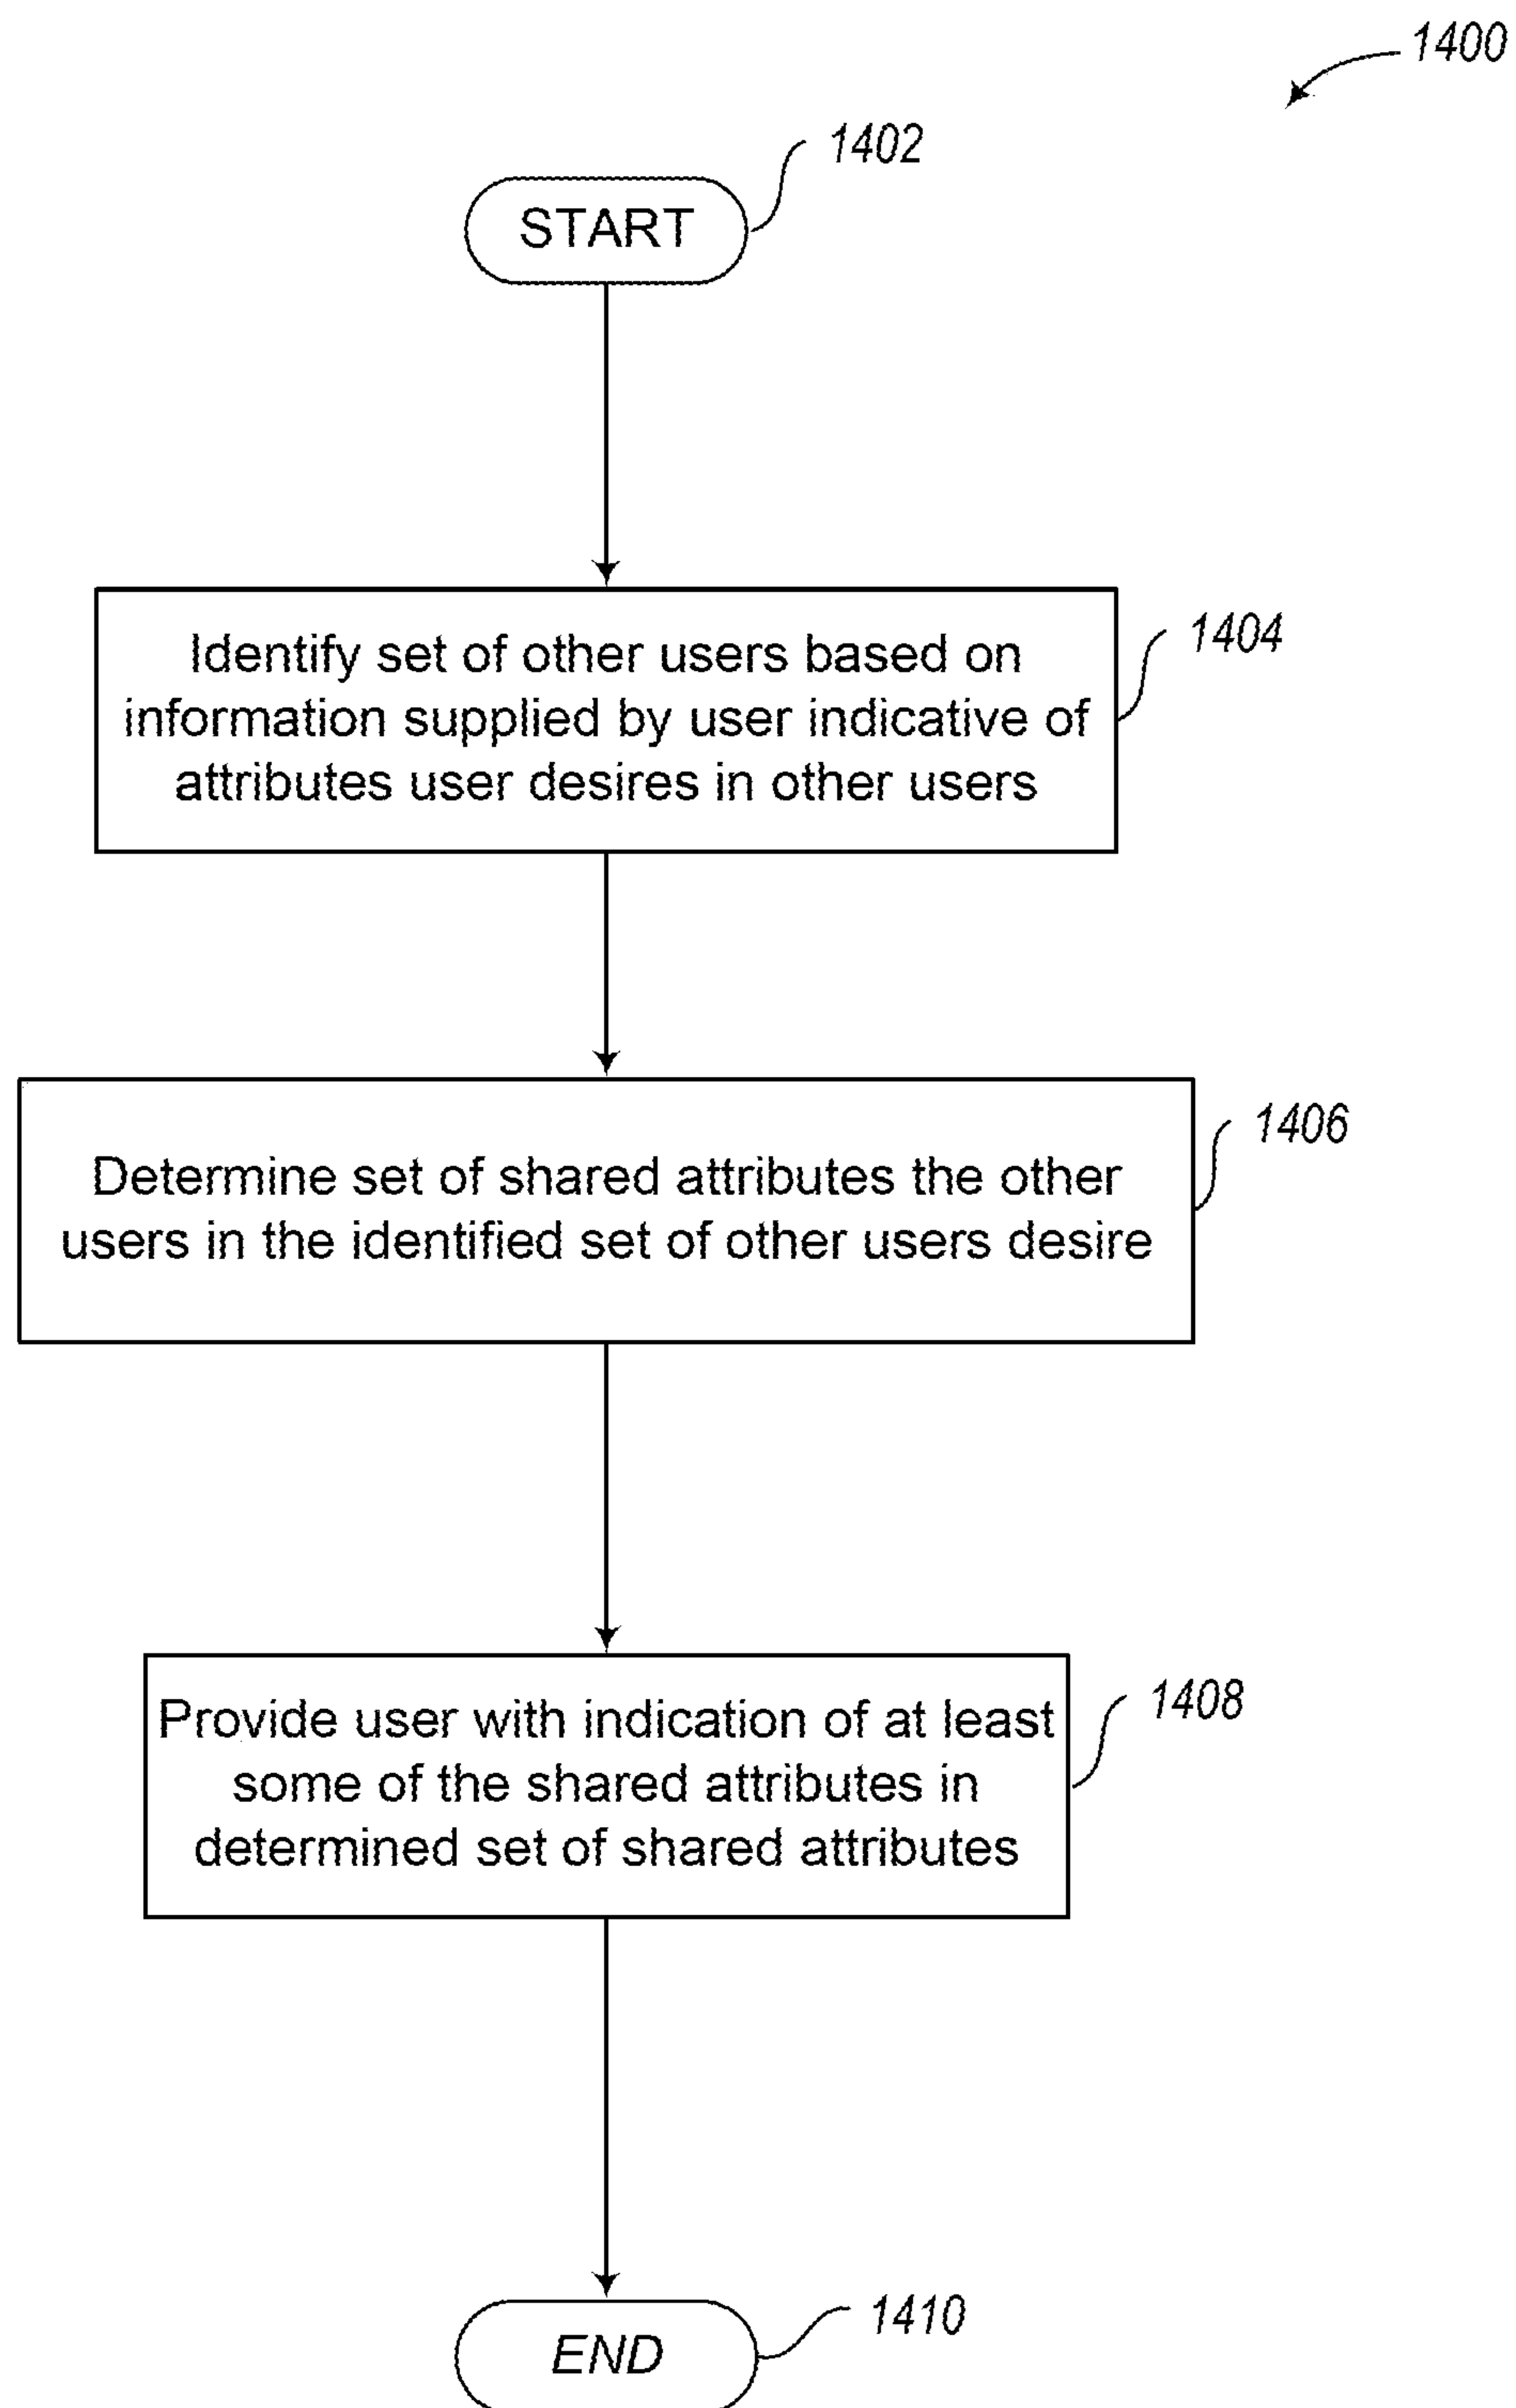 1400
1402
START
1404
Identify set of other users based on
information supplied by user indicative of
attributes user desires in other users
1406
Determine set of shared attributes the other
users in the identified set of other users desire
1408
Provide user with indication of at least
some of the shared attributes in
determined set of shared attributes
1410
END